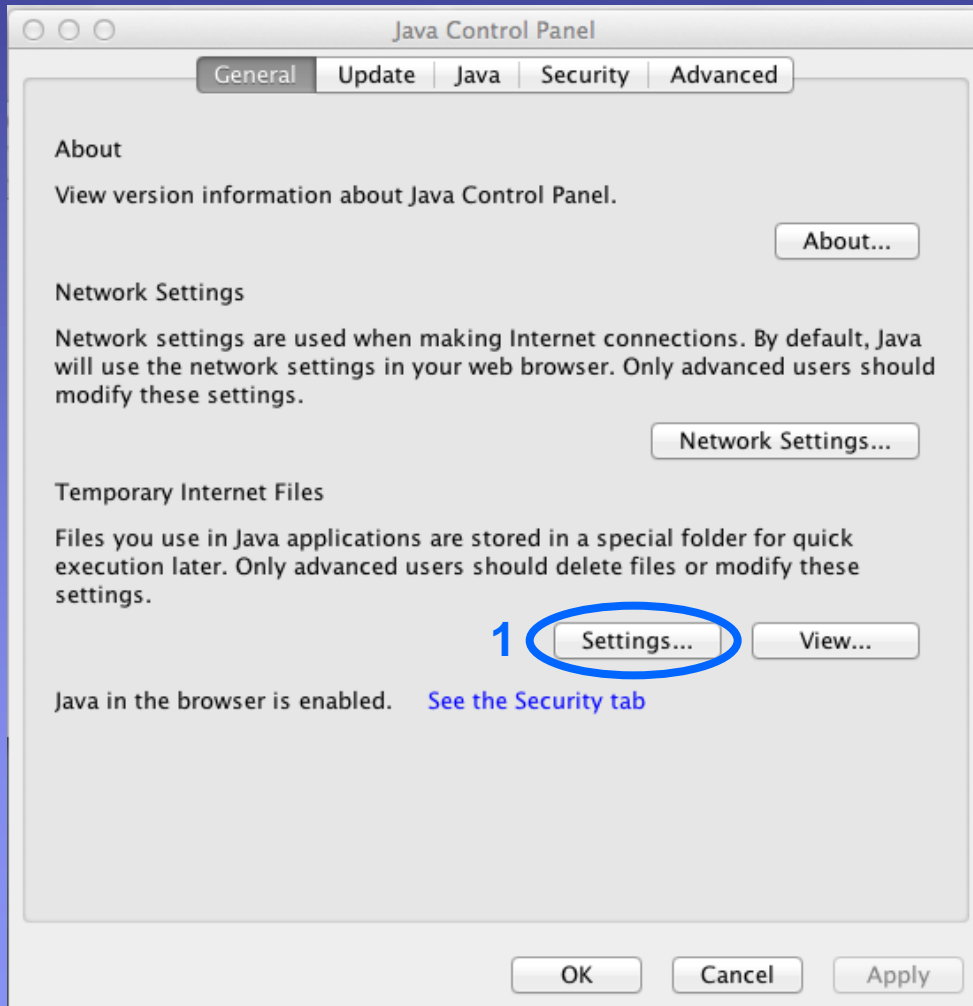 Java Control Panel
General Update Java Security Advanced
About
View version information about Java Control Panel.
About...
Network Settings
Network settings are used when making Internet connections. By default, Java
will use the network settings in your web browser. Only advanced users should
modify these settings.
Network Settings...
Temporary Internet Files
Files you use in Java applications are stored in a special folder for quick
execution later. Only advanced users should delete files or modify these
settings.
1 Settings... View...
Java in the browser is enabled. See the Security tab
OK Cancel Apply